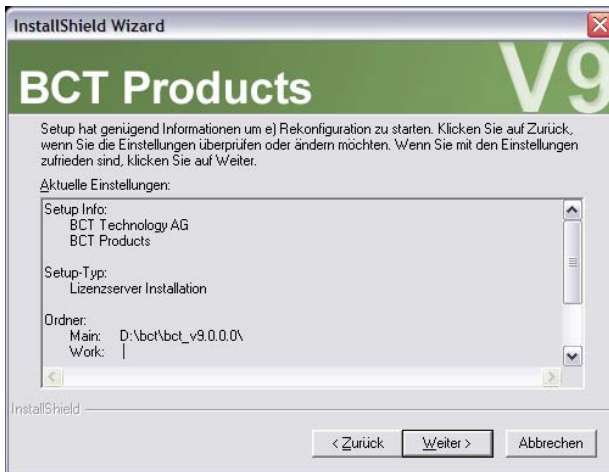 InstallShield Wizard
BCT Products
V9
Setup hat genügend Informationen um e) Rekonfiguration zu starten. Klicken Sie auf Zurück,
wenn Sie die Einstellungen überprüfen oder ändern möchten. Wenn Sie mit den Einstellungen
zufrieden sind, klicken Sie auf Weiter.
Aktuelle Einstellungen:
Setup Info:
BCT Technology AG
BCT Products
Setup-Typ:
Lizenzserver Installation
Ordner:
Main: D:\bct\bct_v9.0.0.0\
Work:
InstallShield
< Zurück Weiter > Abbrechen